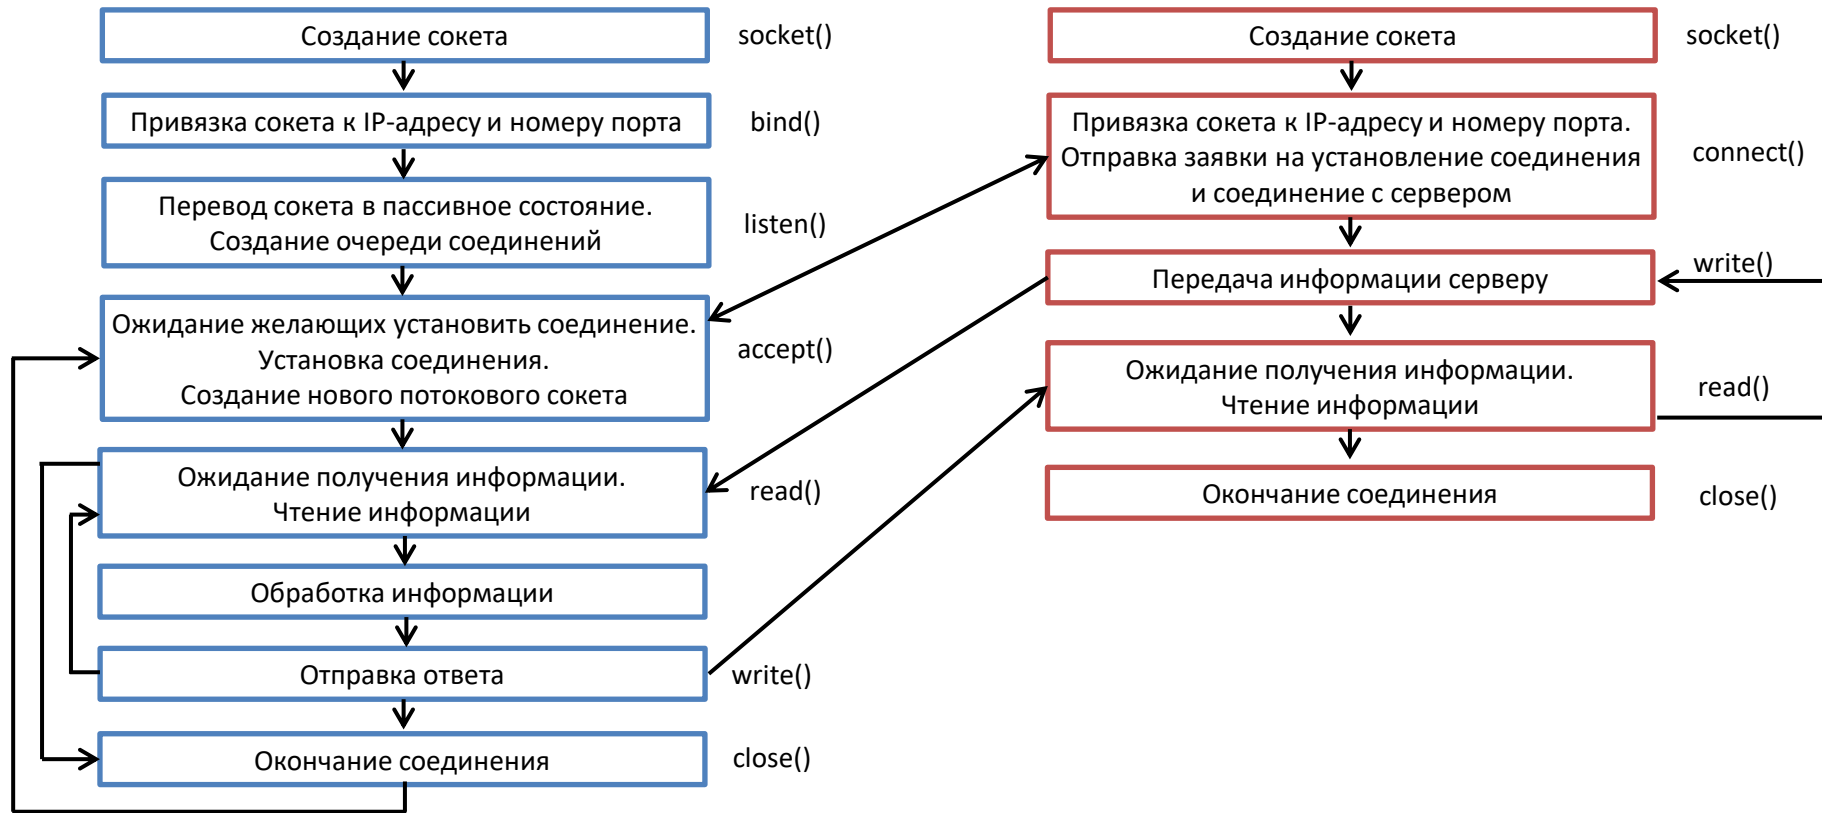 Создание сокета
socket()
Привязка сокета к IP-адресу и номеру порта
bind()
Перевод сокета в пассивное состояние.
Создание очереди соединений
listen()
Ожидание желающих установить соединение.
Установка соединения.
Создание нового потокового сокета
accept()
Ожидание получения информации.
Чтение информации
read()
Обработка информации
Отправка ответа
write()
Окончание соединения
close()
Создание сокета
socket()
Привязка сокета к IP-адресу и номеру порта.
Отправка заявки на установление соединения
и соединение с сервером
connect()
Передача информации серверу
write()
Ожидание получения информации.
Чтение информации
read()
Окончание соединения
close()